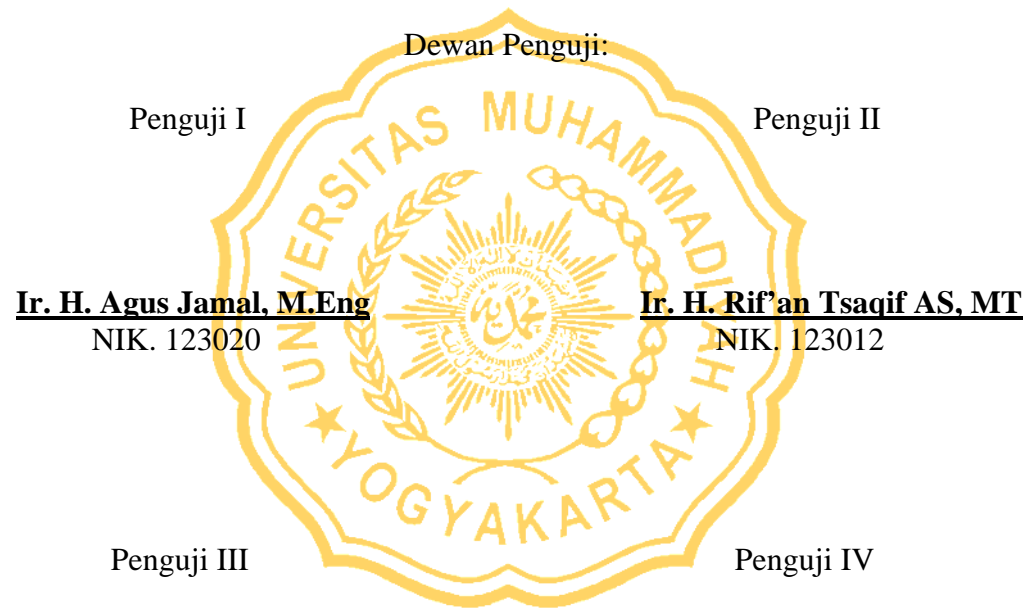 Dewan Penguji:
Penguji I Penguji II
UNIVERSITAS MUHAMMADIYAH
Ir. H. Agus Jamal, M.Eng Ir. H. Rif’an Tsaqif AS, MT
NIK. 123020 NIK. 123012
YOGYAKARTA
Penguji III Penguji IV